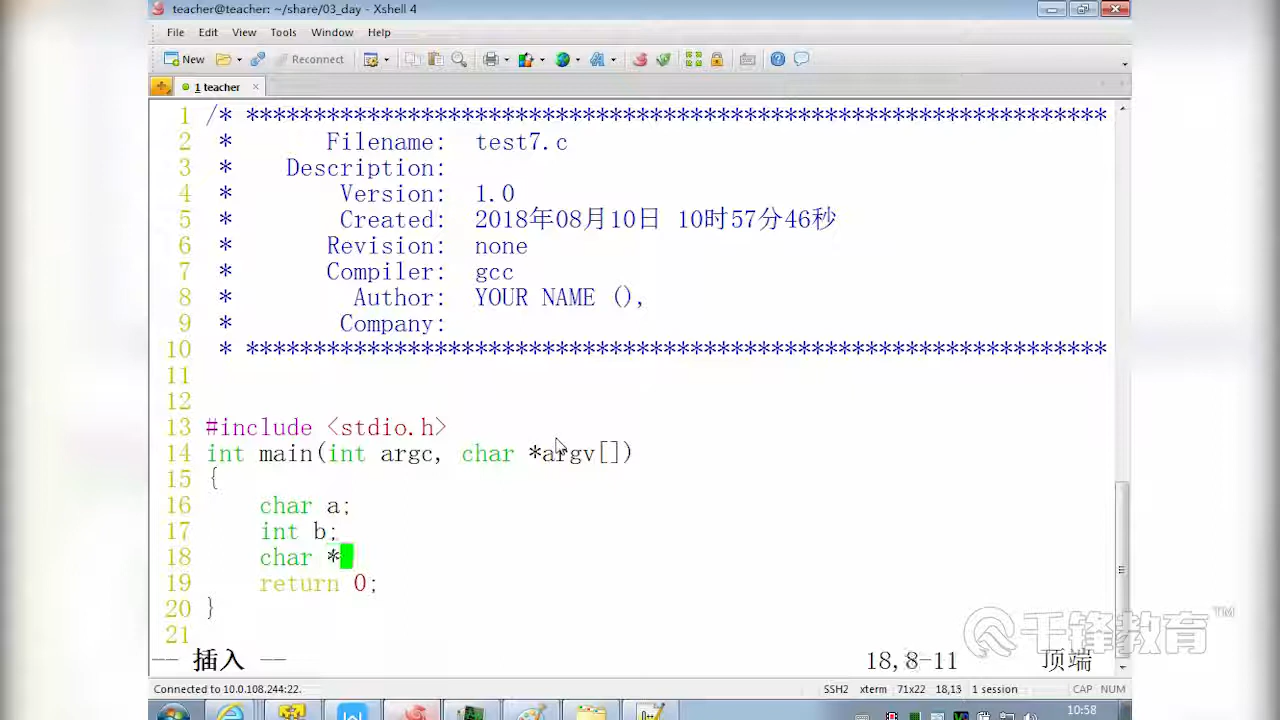 teacher@teacher: ~/share/03_day - Xshell 4
File Edit View Tools Window Help
New Reconnect
1 teacher
1 /* ****************************************************************
2 * Filename: test7.c
3 * Description:
4 * Version: 1.0
5 * Created: 2018年08月10日 10时57分46秒
6 * Revision: none
7 * Compiler: gcc
8 * Author: YOUR NAME (),
9 * Company:
10 * ****************************************************************
11
12
13 #include <stdio.h>
14 int main(int argc, char *argv[])
15 {
16 char a;
17 int b;
18 char *
19 return 0;
20 }
21
千锋教育™
-- 插入 -- 18,8-11 顶端
Connected to 10.0.108.244:22. SSH2 xterm 71x22 18,13 1 session CAP NUM
10:58